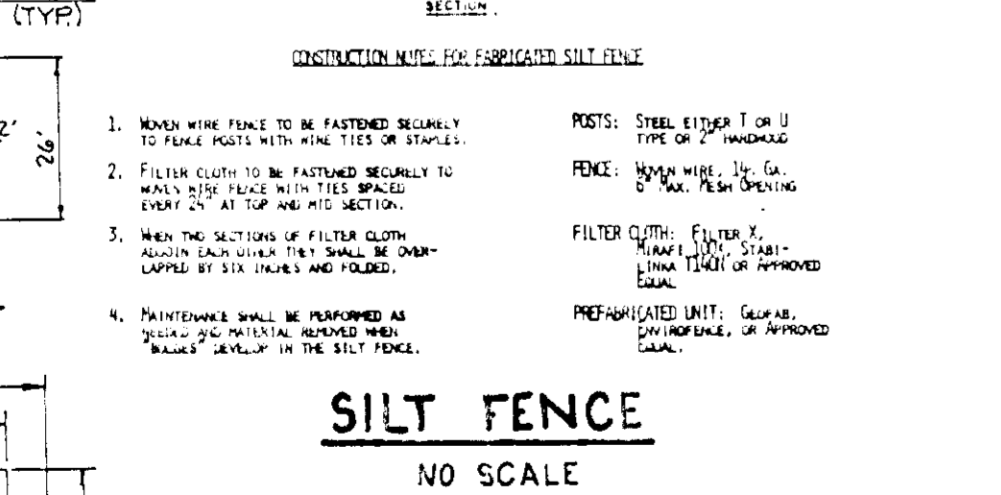 (TYP.)
SECTION.
2'
26'
CONSTRUCTION NOTES FOR FABRICATED SILT FENCE
1. WOVEN WIRE FENCE TO BE FASTENED SECURELY
TO FENCE POSTS WITH WIRE TIES OR STAPLES.
2. FILTER CLOTH TO BE FASTENED SECURELY TO
WOVEN WIRE FENCE WITH TIES SPACED
EVERY 24" AT TOP AND MID SECTION.
3. WHEN TWO SECTIONS OF FILTER CLOTH
ADJOIN EACH OTHER THEY SHALL BE OVER-
LAPPED BY SIX INCHES AND FOLDED.
4. MAINTENANCE SHALL BE PERFORMED AS
NEEDED AND MATERIAL REMOVED WHEN
"BULGES" DEVELOP IN THE SILT FENCE.
POSTS: STEEL EITHER T OR U
TYPE OR 2" HARDWOOD
FENCE: WOVEN WIRE, 14. GA.
6" MAX. MESH OPENING
FILTER CLOTH: FILTER X,
MIRAFI 100X, STABI-
LINKA T140N OR APPROVED
EQUAL
PREFABRICATED UNIT: GEOFAB,
ENVIROFENCE, OR APPROVED
EQUAL.
SILT FENCE
NO SCALE